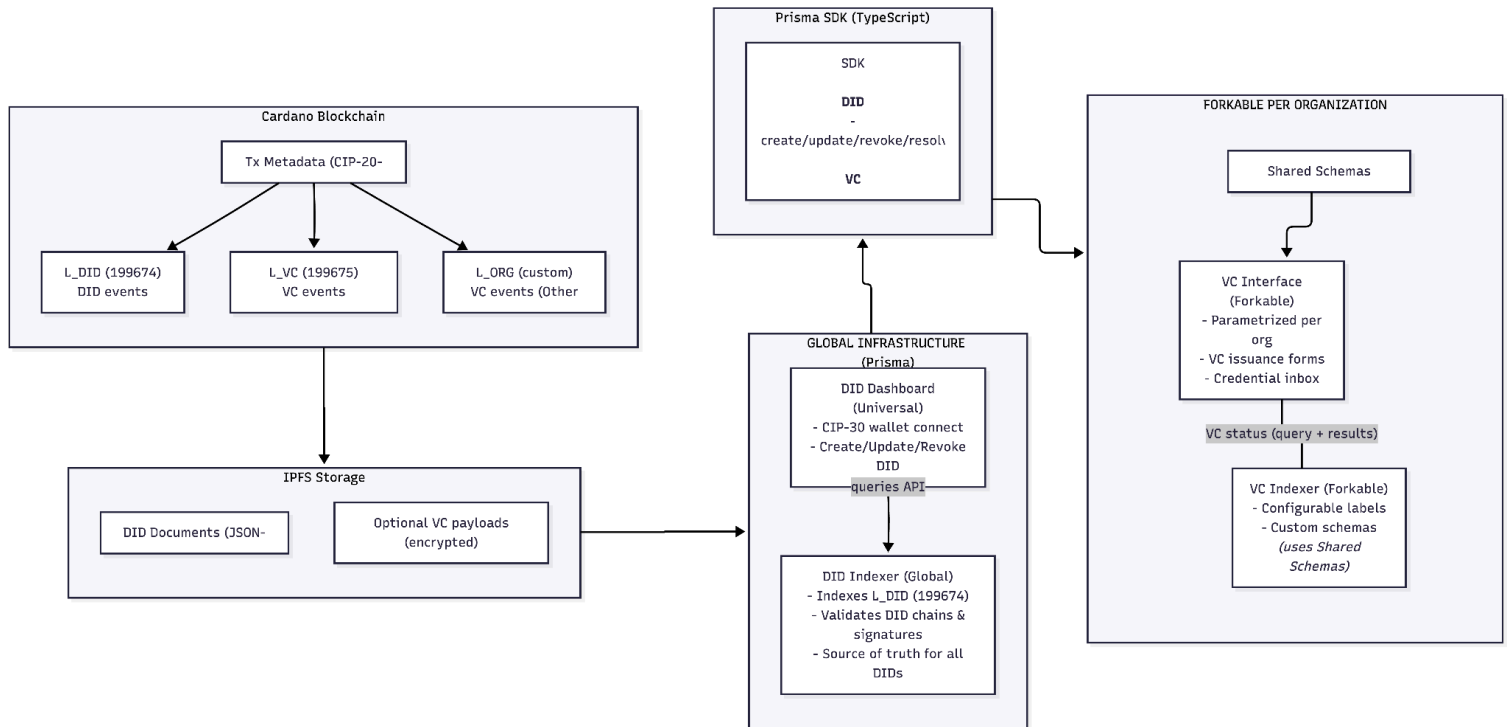 Prisma SDK (TypeScript)
SDK
DID
-
create/update/revoke/resolv
VC
Cardano Blockchain
Tx Metadata (CIP-20-
L_DID (199674)
DID events
L_VC (199675)
VC events
L_ORG (custom)
VC events (Other
IPFS Storage
DID Documents (JSON-
Optional VC payloads
(encrypted)
GLOBAL INFRASTRUCTURE
(Prisma)
DID Dashboard
(Universal)
- CIP-30 wallet connect
- Create/Update/Revoke
DID
queries API
DID Indexer (Global)
- Indexes L_DID (199674)
- Validates DID chains &
signatures
- Source of truth for all
DIDs
FORKABLE PER ORGANIZATION
Shared Schemas
VC Interface
(Forkable)
- Parametrized per
org
- VC issuance forms
- Credential inbox
VC status (query + results)
VC Indexer (Forkable)
- Configurable labels
- Custom schemas
(uses Shared
Schemas)